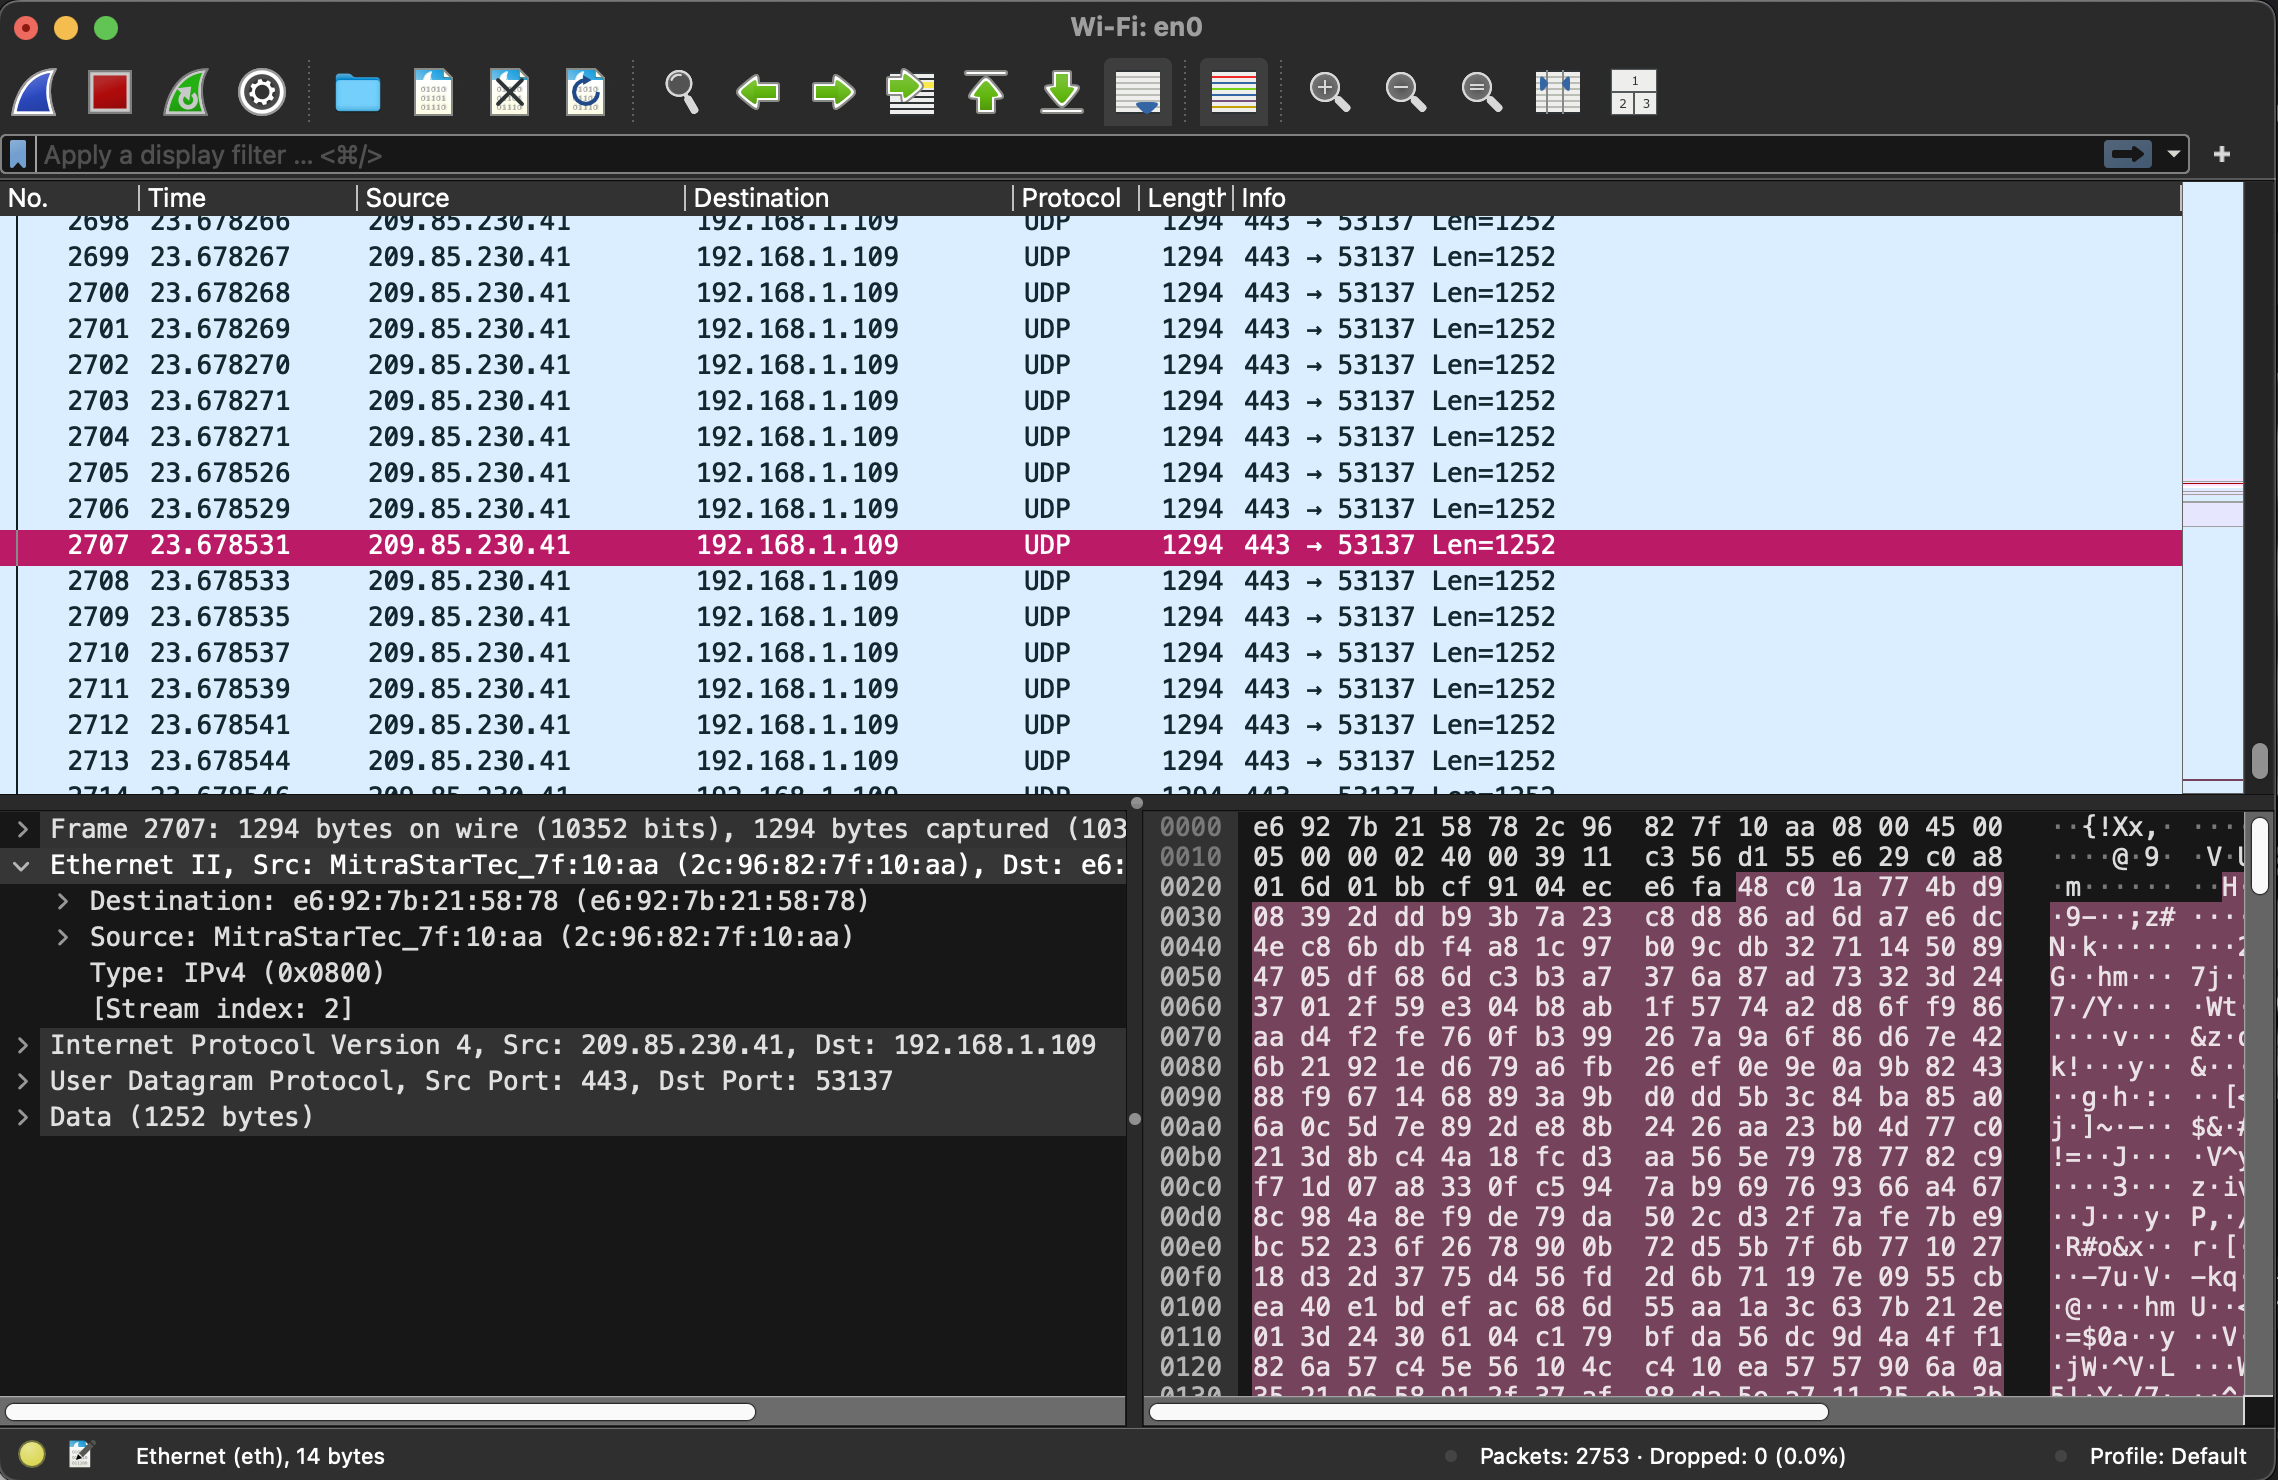 Wi-Fi: en0
Apply a display filter ... <⌘/>
No. Time Source Destination Protocol Length Info
2698 23.678266 209.85.230.41 192.168.1.109 UDP 1294 443 → 53137 Len=1252
2699 23.678267 209.85.230.41 192.168.1.109 UDP 1294 443 → 53137 Len=1252
2700 23.678268 209.85.230.41 192.168.1.109 UDP 1294 443 → 53137 Len=1252
2701 23.678269 209.85.230.41 192.168.1.109 UDP 1294 443 → 53137 Len=1252
2702 23.678270 209.85.230.41 192.168.1.109 UDP 1294 443 → 53137 Len=1252
2703 23.678271 209.85.230.41 192.168.1.109 UDP 1294 443 → 53137 Len=1252
2704 23.678271 209.85.230.41 192.168.1.109 UDP 1294 443 → 53137 Len=1252
2705 23.678526 209.85.230.41 192.168.1.109 UDP 1294 443 → 53137 Len=1252
2706 23.678529 209.85.230.41 192.168.1.109 UDP 1294 443 → 53137 Len=1252
2707 23.678531 209.85.230.41 192.168.1.109 UDP 1294 443 → 53137 Len=1252
2708 23.678533 209.85.230.41 192.168.1.109 UDP 1294 443 → 53137 Len=1252
2709 23.678535 209.85.230.41 192.168.1.109 UDP 1294 443 → 53137 Len=1252
2710 23.678537 209.85.230.41 192.168.1.109 UDP 1294 443 → 53137 Len=1252
2711 23.678539 209.85.230.41 192.168.1.109 UDP 1294 443 → 53137 Len=1252
2712 23.678541 209.85.230.41 192.168.1.109 UDP 1294 443 → 53137 Len=1252
2713 23.678544 209.85.230.41 192.168.1.109 UDP 1294 443 → 53137 Len=1252
Frame 2707: 1294 bytes on wire (10352 bits), 1294 bytes captured (103
Ethernet II, Src: MitraStarTec_7f:10:aa (2c:96:82:7f:10:aa), Dst: e6:
Destination: e6:92:7b:21:58:78 (e6:92:7b:21:58:78)
Source: MitraStarTec_7f:10:aa (2c:96:82:7f:10:aa)
Type: IPv4 (0x0800)
[Stream index: 2]
Internet Protocol Version 4, Src: 209.85.230.41, Dst: 192.168.1.109
User Datagram Protocol, Src Port: 443, Dst Port: 53137
Data (1252 bytes)
0000 e6 92 7b 21 58 78 2c 96 82 7f 10 aa 08 00 45 00 ··{!Xx,· ····
0010 05 00 00 02 40 00 39 11 c3 56 d1 55 e6 29 c0 a8 ····@·9· ·V·U
0020 01 6d 01 bb cf 91 04 ec e6 fa 48 c0 1a 77 4b d9 ·m······ ··H·
0030 08 39 2d dd b9 3b 7a 23 c8 d8 86 ad 6d a7 e6 dc ·9-··;z# ····
0040 4e c8 6b db f4 a8 1c 97 b0 9c db 32 71 14 50 89 N·k····· ···2
0050 47 05 df 68 6d c3 b3 a7 37 6a 87 ad 73 32 3d 24 G··hm··· 7j··
0060 37 01 2f 59 e3 04 b8 ab 1f 57 74 a2 d8 6f f9 86 7·/Y···· ·Wt·
0070 aa d4 f2 fe 76 0f b3 99 26 7a 9a 6f 86 d6 7e 42 ····v··· &z·o
0080 6b 21 92 1e d6 79 a6 fb 26 ef 0e 9e 0a 9b 82 43 k!···y·· &···
0090 88 f9 67 14 68 89 3a 9b d0 dd 5b 3c 84 ba 85 a0 ··g·h·:· ··[<
00a0 6a 0c 5d 7e 89 2d e8 8b 24 26 aa 23 b0 4d 77 c0 j·]~·-·· $&·#
00b0 21 3d 8b c4 4a 18 fc d3 aa 56 5e 79 78 77 82 c9 !=··J··· ·V^y
00c0 f7 1d 07 a8 33 0f c5 94 7a b9 69 76 93 66 a4 67 ····3··· z·iv
00d0 8c 98 4a 8e f9 de 79 da 50 2c d3 2f 7a fe 7b e9 ··J···y· P,·/
00e0 bc 52 23 6f 26 78 90 0b 72 d5 5b 7f 6b 77 10 27 ·R#o&x·· r·[·
00f0 18 d3 2d 37 75 d4 56 fd 2d 6b 71 19 7e 09 55 cb ··-7u·V· -kq·
0100 ea 40 e1 bd ef ac 68 6d 55 aa 1a 3c 63 7b 21 2e ·@····hm U··<
0110 01 3d 24 30 61 04 c1 79 bf da 56 dc 9d 4a 4f f1 ·=$0a··y ··V·
0120 82 6a 57 c4 5e 56 10 4c c4 10 ea 57 57 90 6a 0a ·jW·^V·L ···W
Ethernet (eth), 14 bytes
Packets: 2753 · Dropped: 0 (0.0%)
Profile: Default